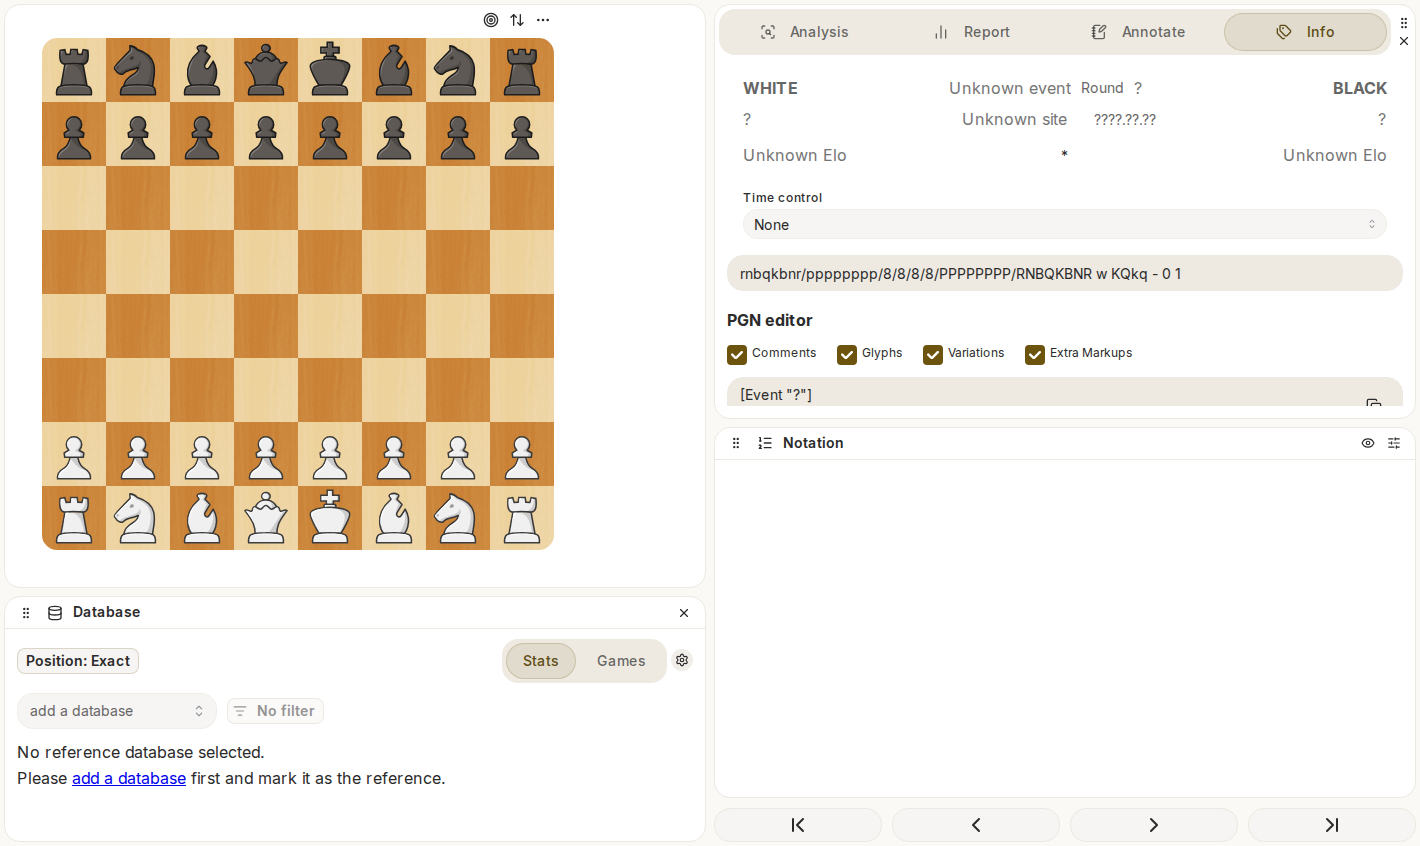 Analysis
Report
Annotate
Info
WHITE
Unknown event Round ?
BLACK
?
Unknown site ????.??.??
?
Unknown Elo
*
Unknown Elo
Time control
None
rnbqkbnr/pppppppp/8/8/8/8/PPPPPPPP/RNBQKBNR w KQkq - 0 1
PGN editor
Comments
Glyphs
Variations
Extra Markups
[Event "?"]
Notation
Database
Position: Exact
Stats
Games
add a database
No filter
No reference database selected.
Please add a database first and mark it as the reference.